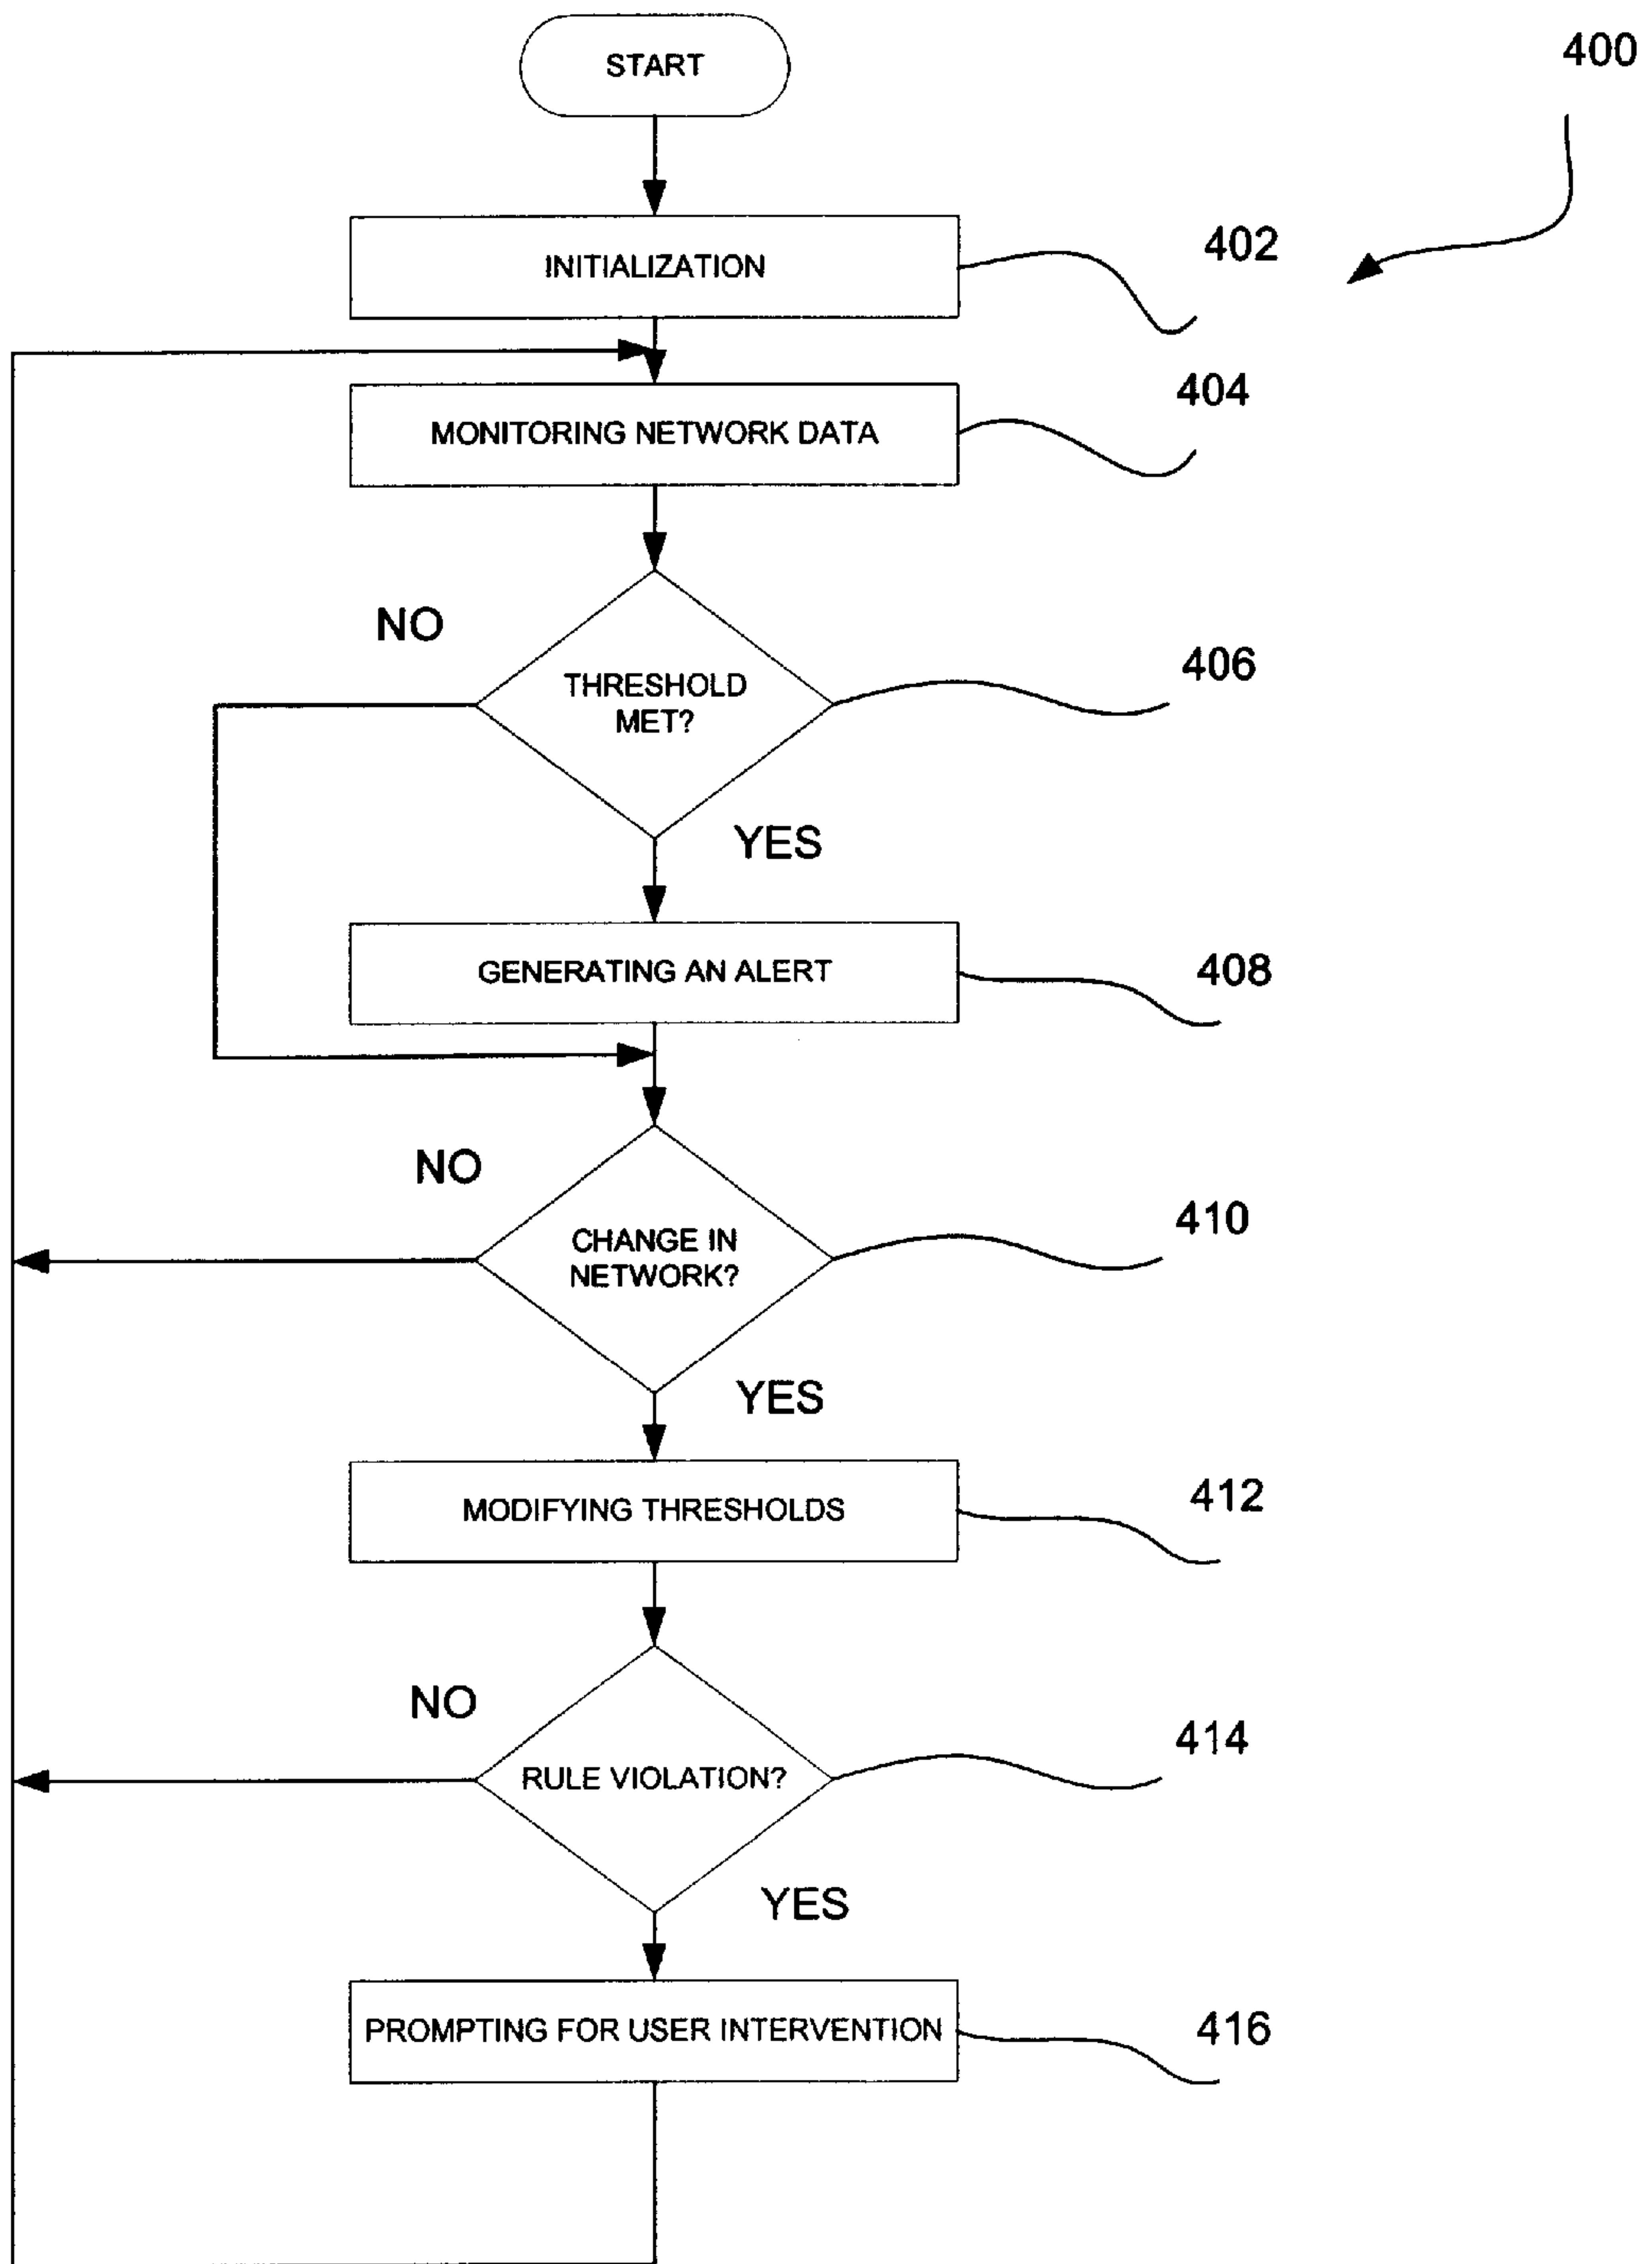 START
400
INITIALIZATION
402
MONITORING NETWORK DATA
404
NO
THRESHOLD
MET?
406
YES
GENERATING AN ALERT
408
NO
CHANGE IN
NETWORK?
410
YES
MODIFYING THRESHOLDS
412
NO
RULE VIOLATION?
414
YES
PROMPTING FOR USER INTERVENTION
416